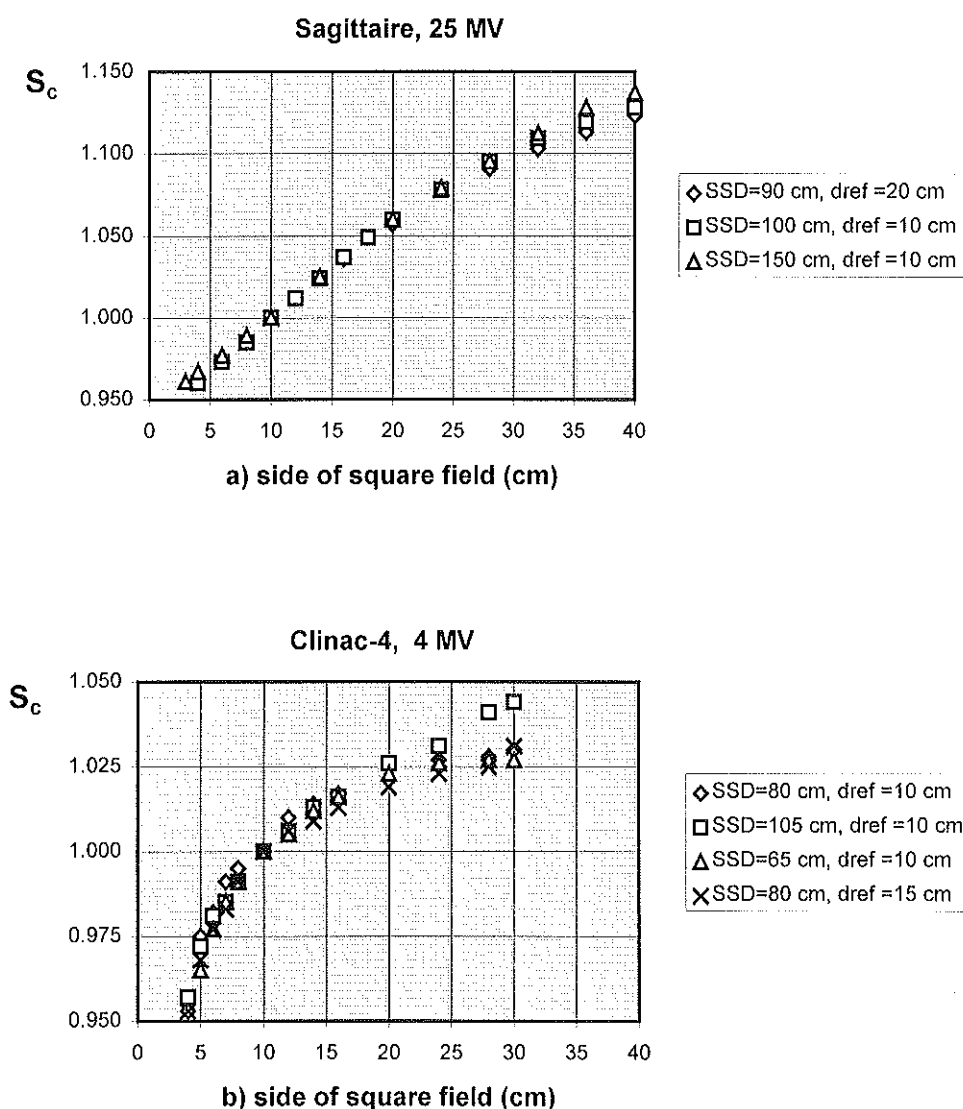 Sagittaire, 25 MV
Sc
1.150
1.100
1.050
1.000
0.950
0 5 10 15 20 25 30 35 40
a) side of square field (cm)
SSD=90 cm, dref =20 cm
SSD=100 cm, dref =10 cm
SSD=150 cm, dref =10 cm
Clinac-4, 4 MV
Sc
1.050
1.025
1.000
0.975
0.950
0 5 10 15 20 25 30 35 40
b) side of square field (cm)
SSD=80 cm, dref =10 cm
SSD=105 cm, dref =10 cm
SSD=65 cm, dref =10 cm
SSD=80 cm, dref =15 cm